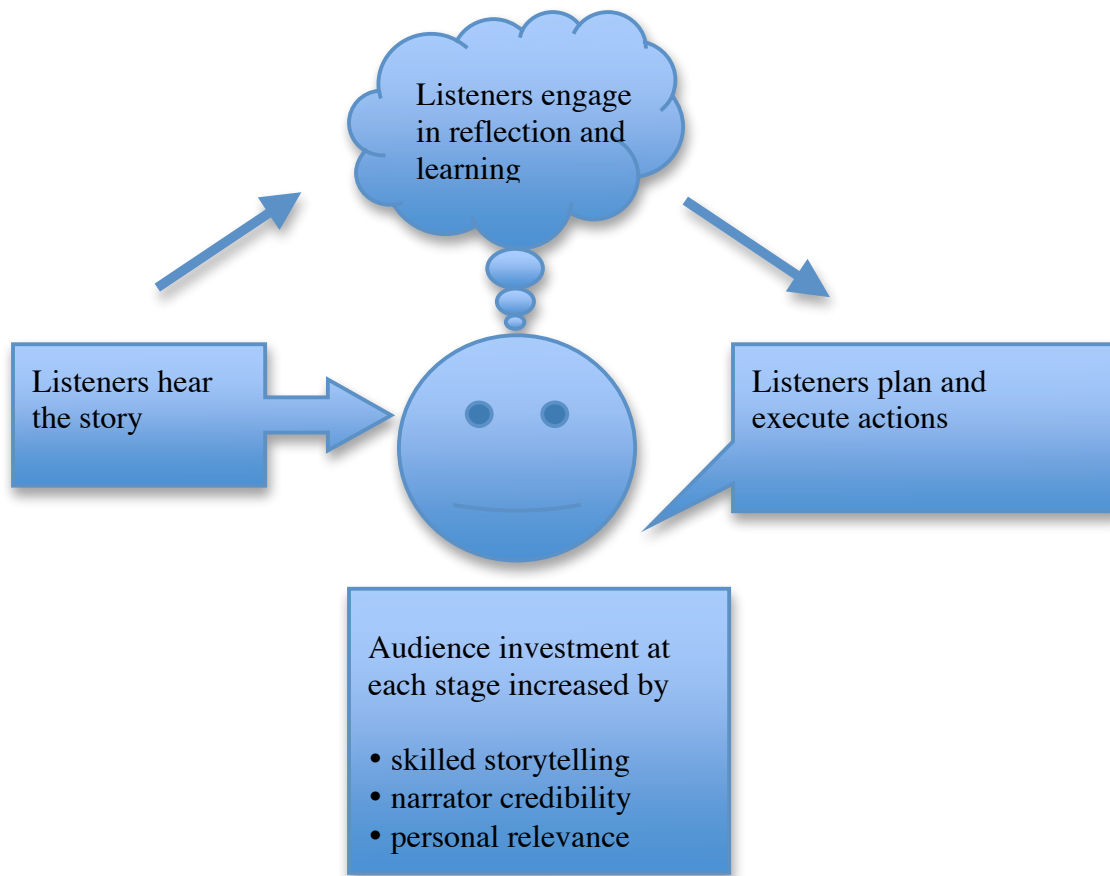 Listeners engage
in reflection and
learning
Listeners hear
the story
Listeners plan and
execute actions
Audience investment at
each stage increased by
• skilled storytelling
• narrator credibility
• personal relevance